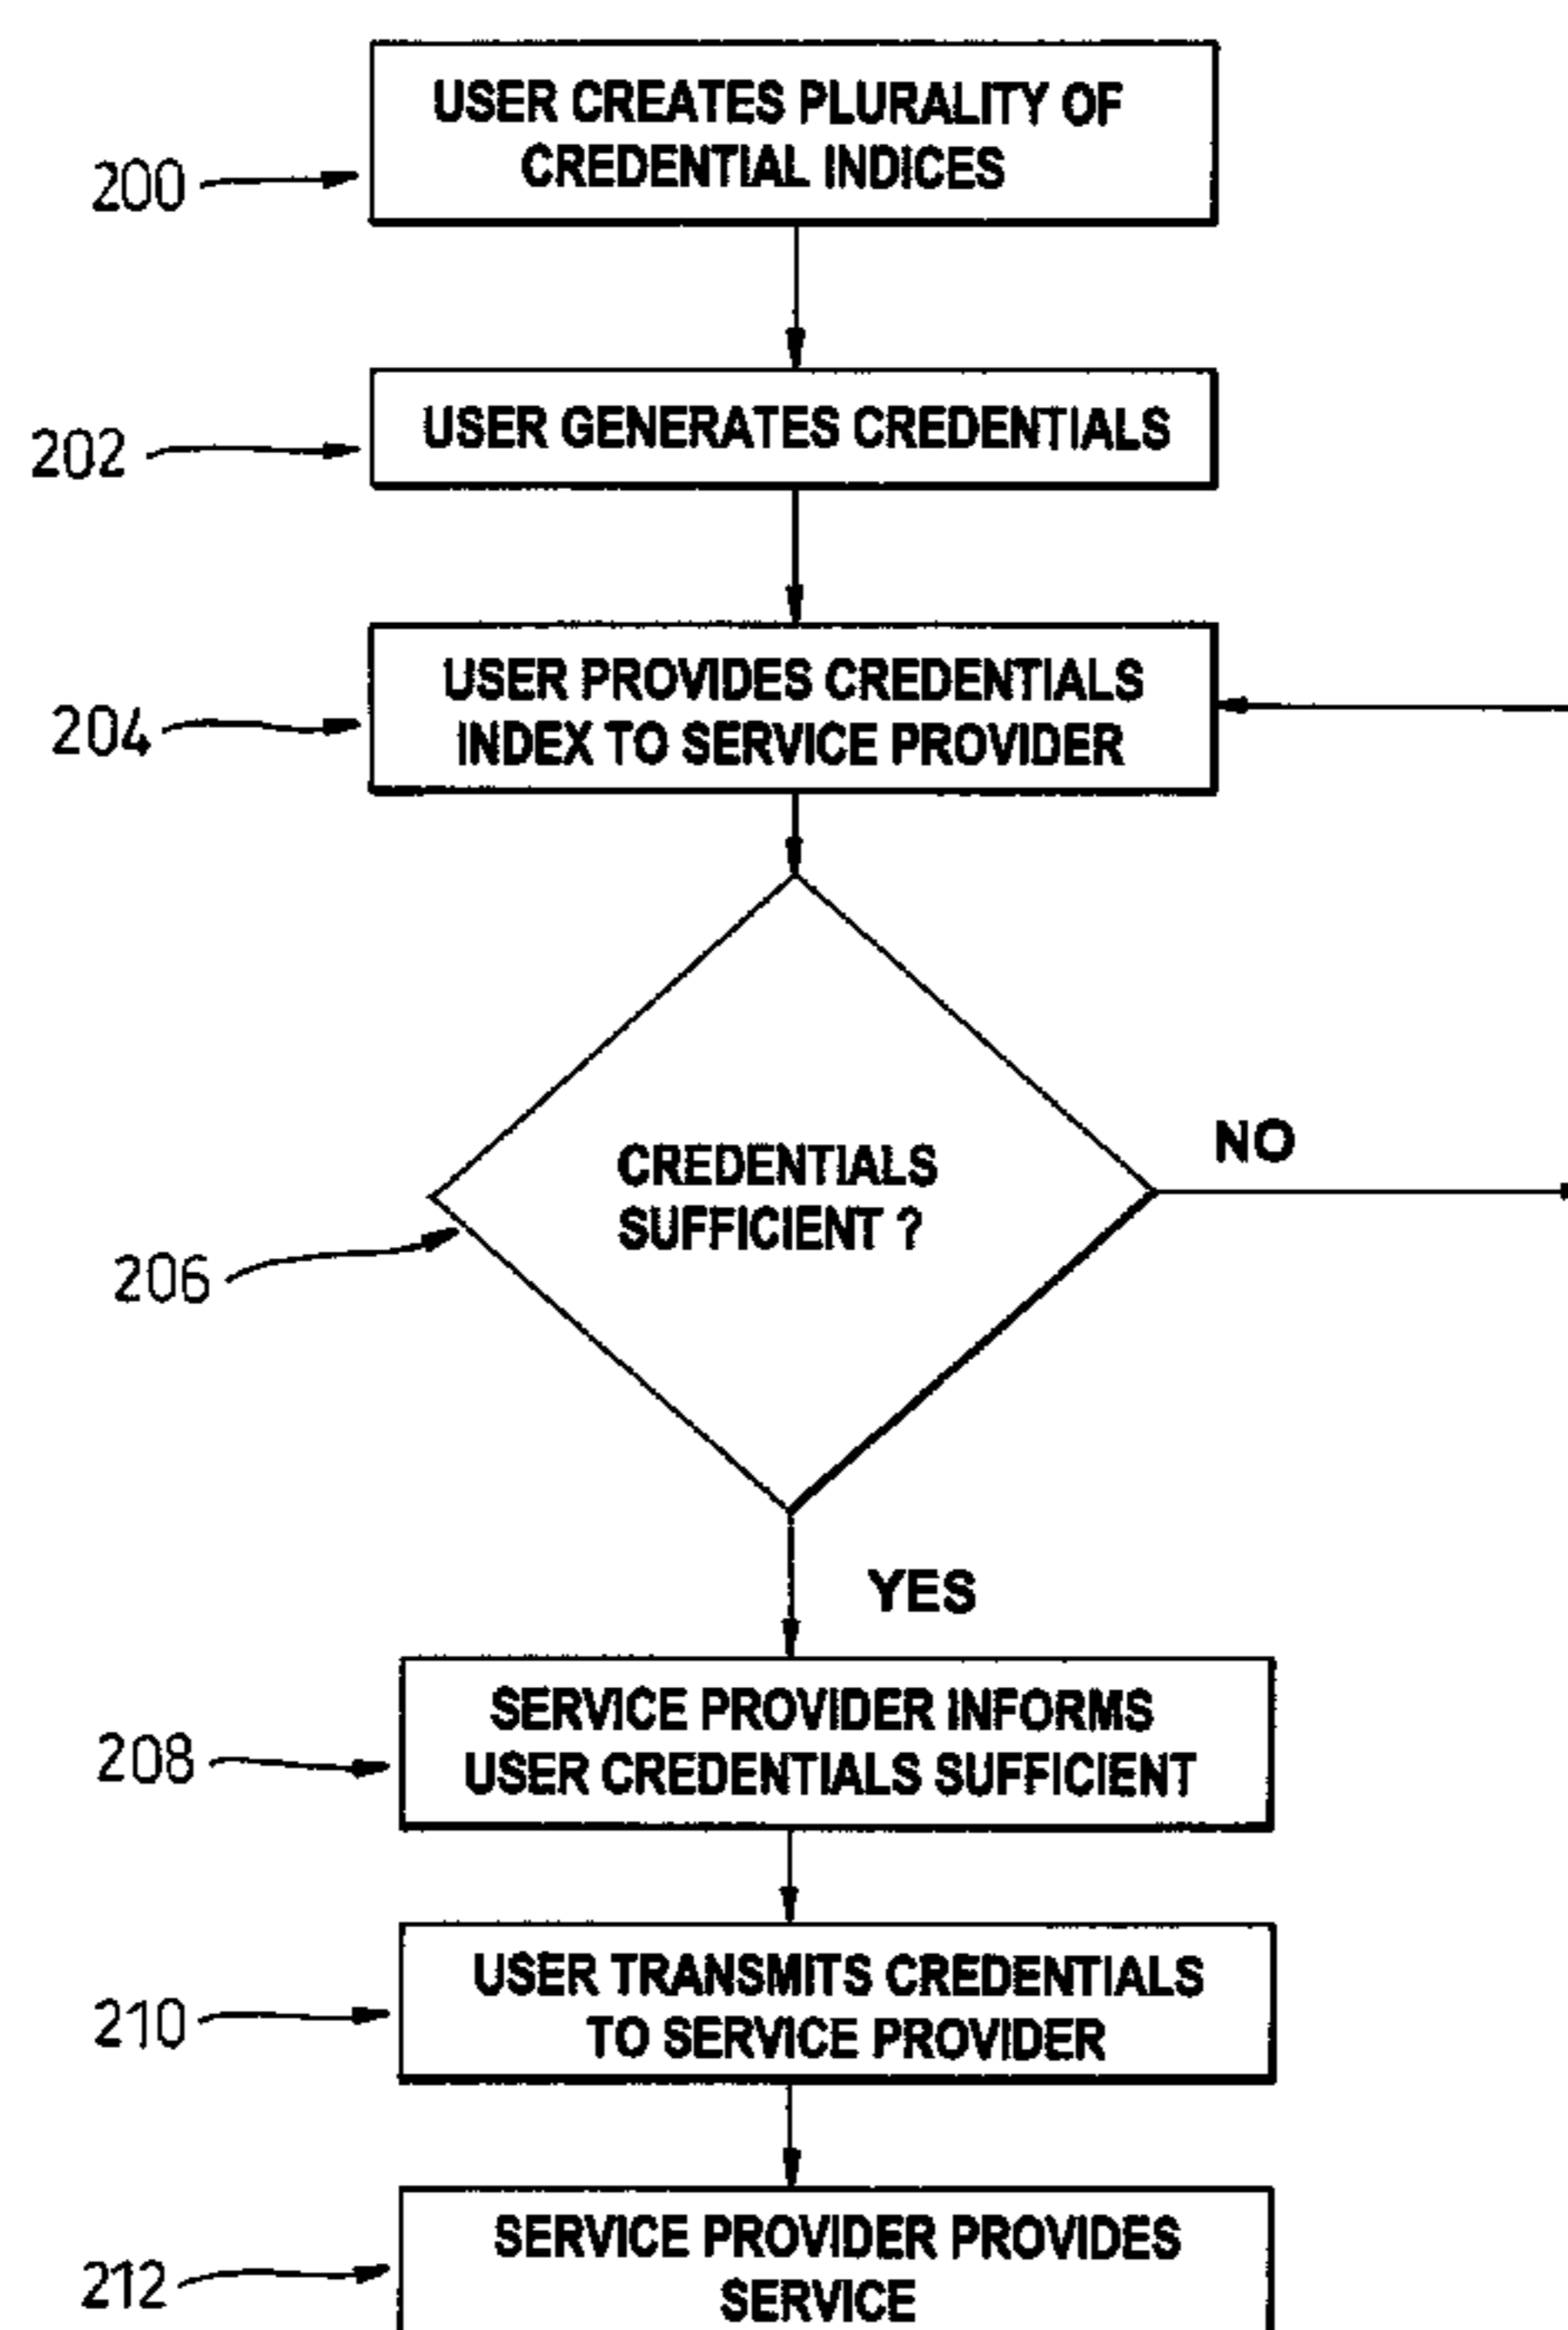 USER CREATES PLURALITY OF
CREDENTIAL INDICES
200
USER GENERATES CREDENTIALS
202
USER PROVIDES CREDENTIALS
INDEX TO SERVICE PROVIDER
204
CREDENTIALS
SUFFICIENT ?
NO
206
YES
SERVICE PROVIDER INFORMS
USER CREDENTIALS SUFFICIENT
208
USER TRANSMITS CREDENTIALS
TO SERVICE PROVIDER
210
SERVICE PROVIDER PROVIDES
SERVICE
212